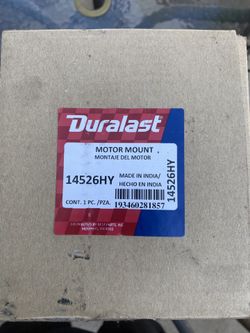 Duralast
MOTOR MOUNT
MONTAJE DEL MOTOR
14526HY
MADE IN INDIA/
HECHO EN INDIA
CONT. 1 PC. /PZA.
193460281857
14526HY